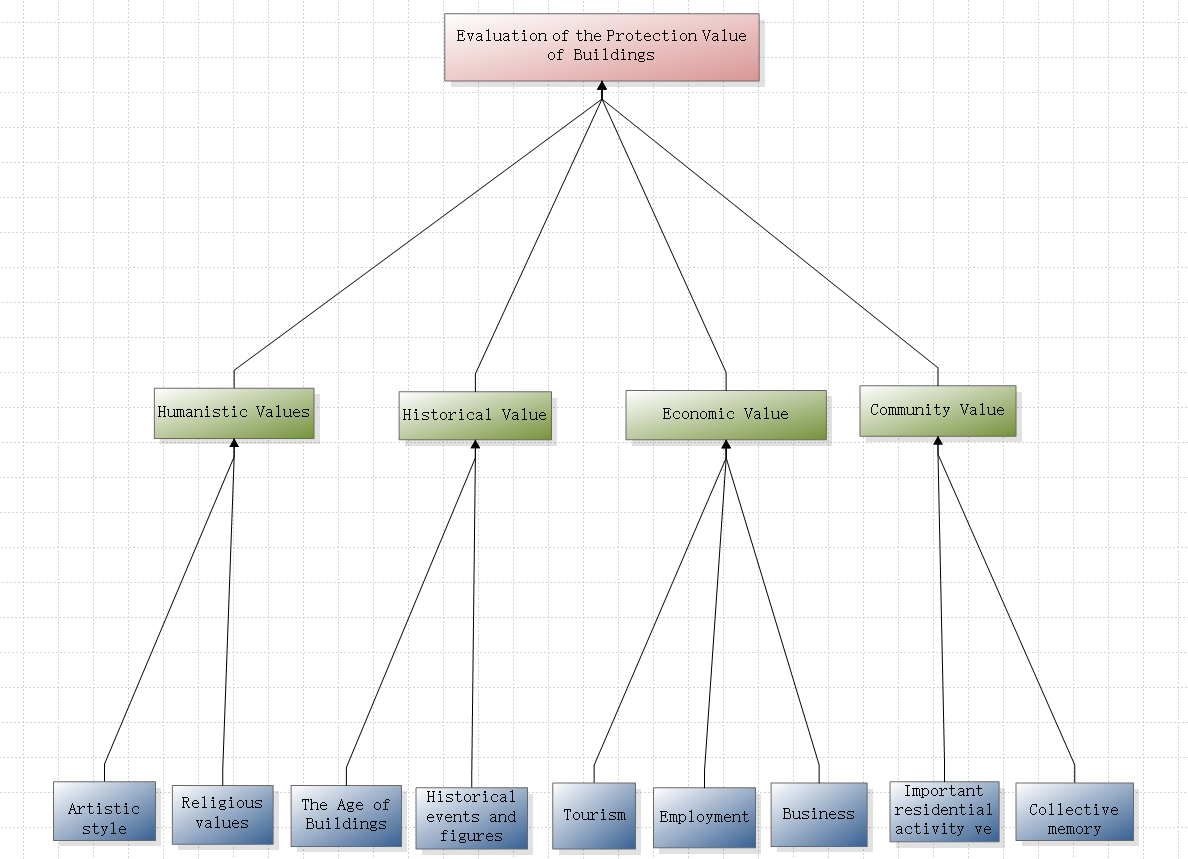 Evaluation of the Protection Value
of Buildings
Humanistic Values
Historical Value
Economic Value
Community Value
Artistic
style
Religious
values
The Age of
Buildings
Historical
events and
figures
Tourism
Employment
Business
Important
residential
activity ve
Collective
memory